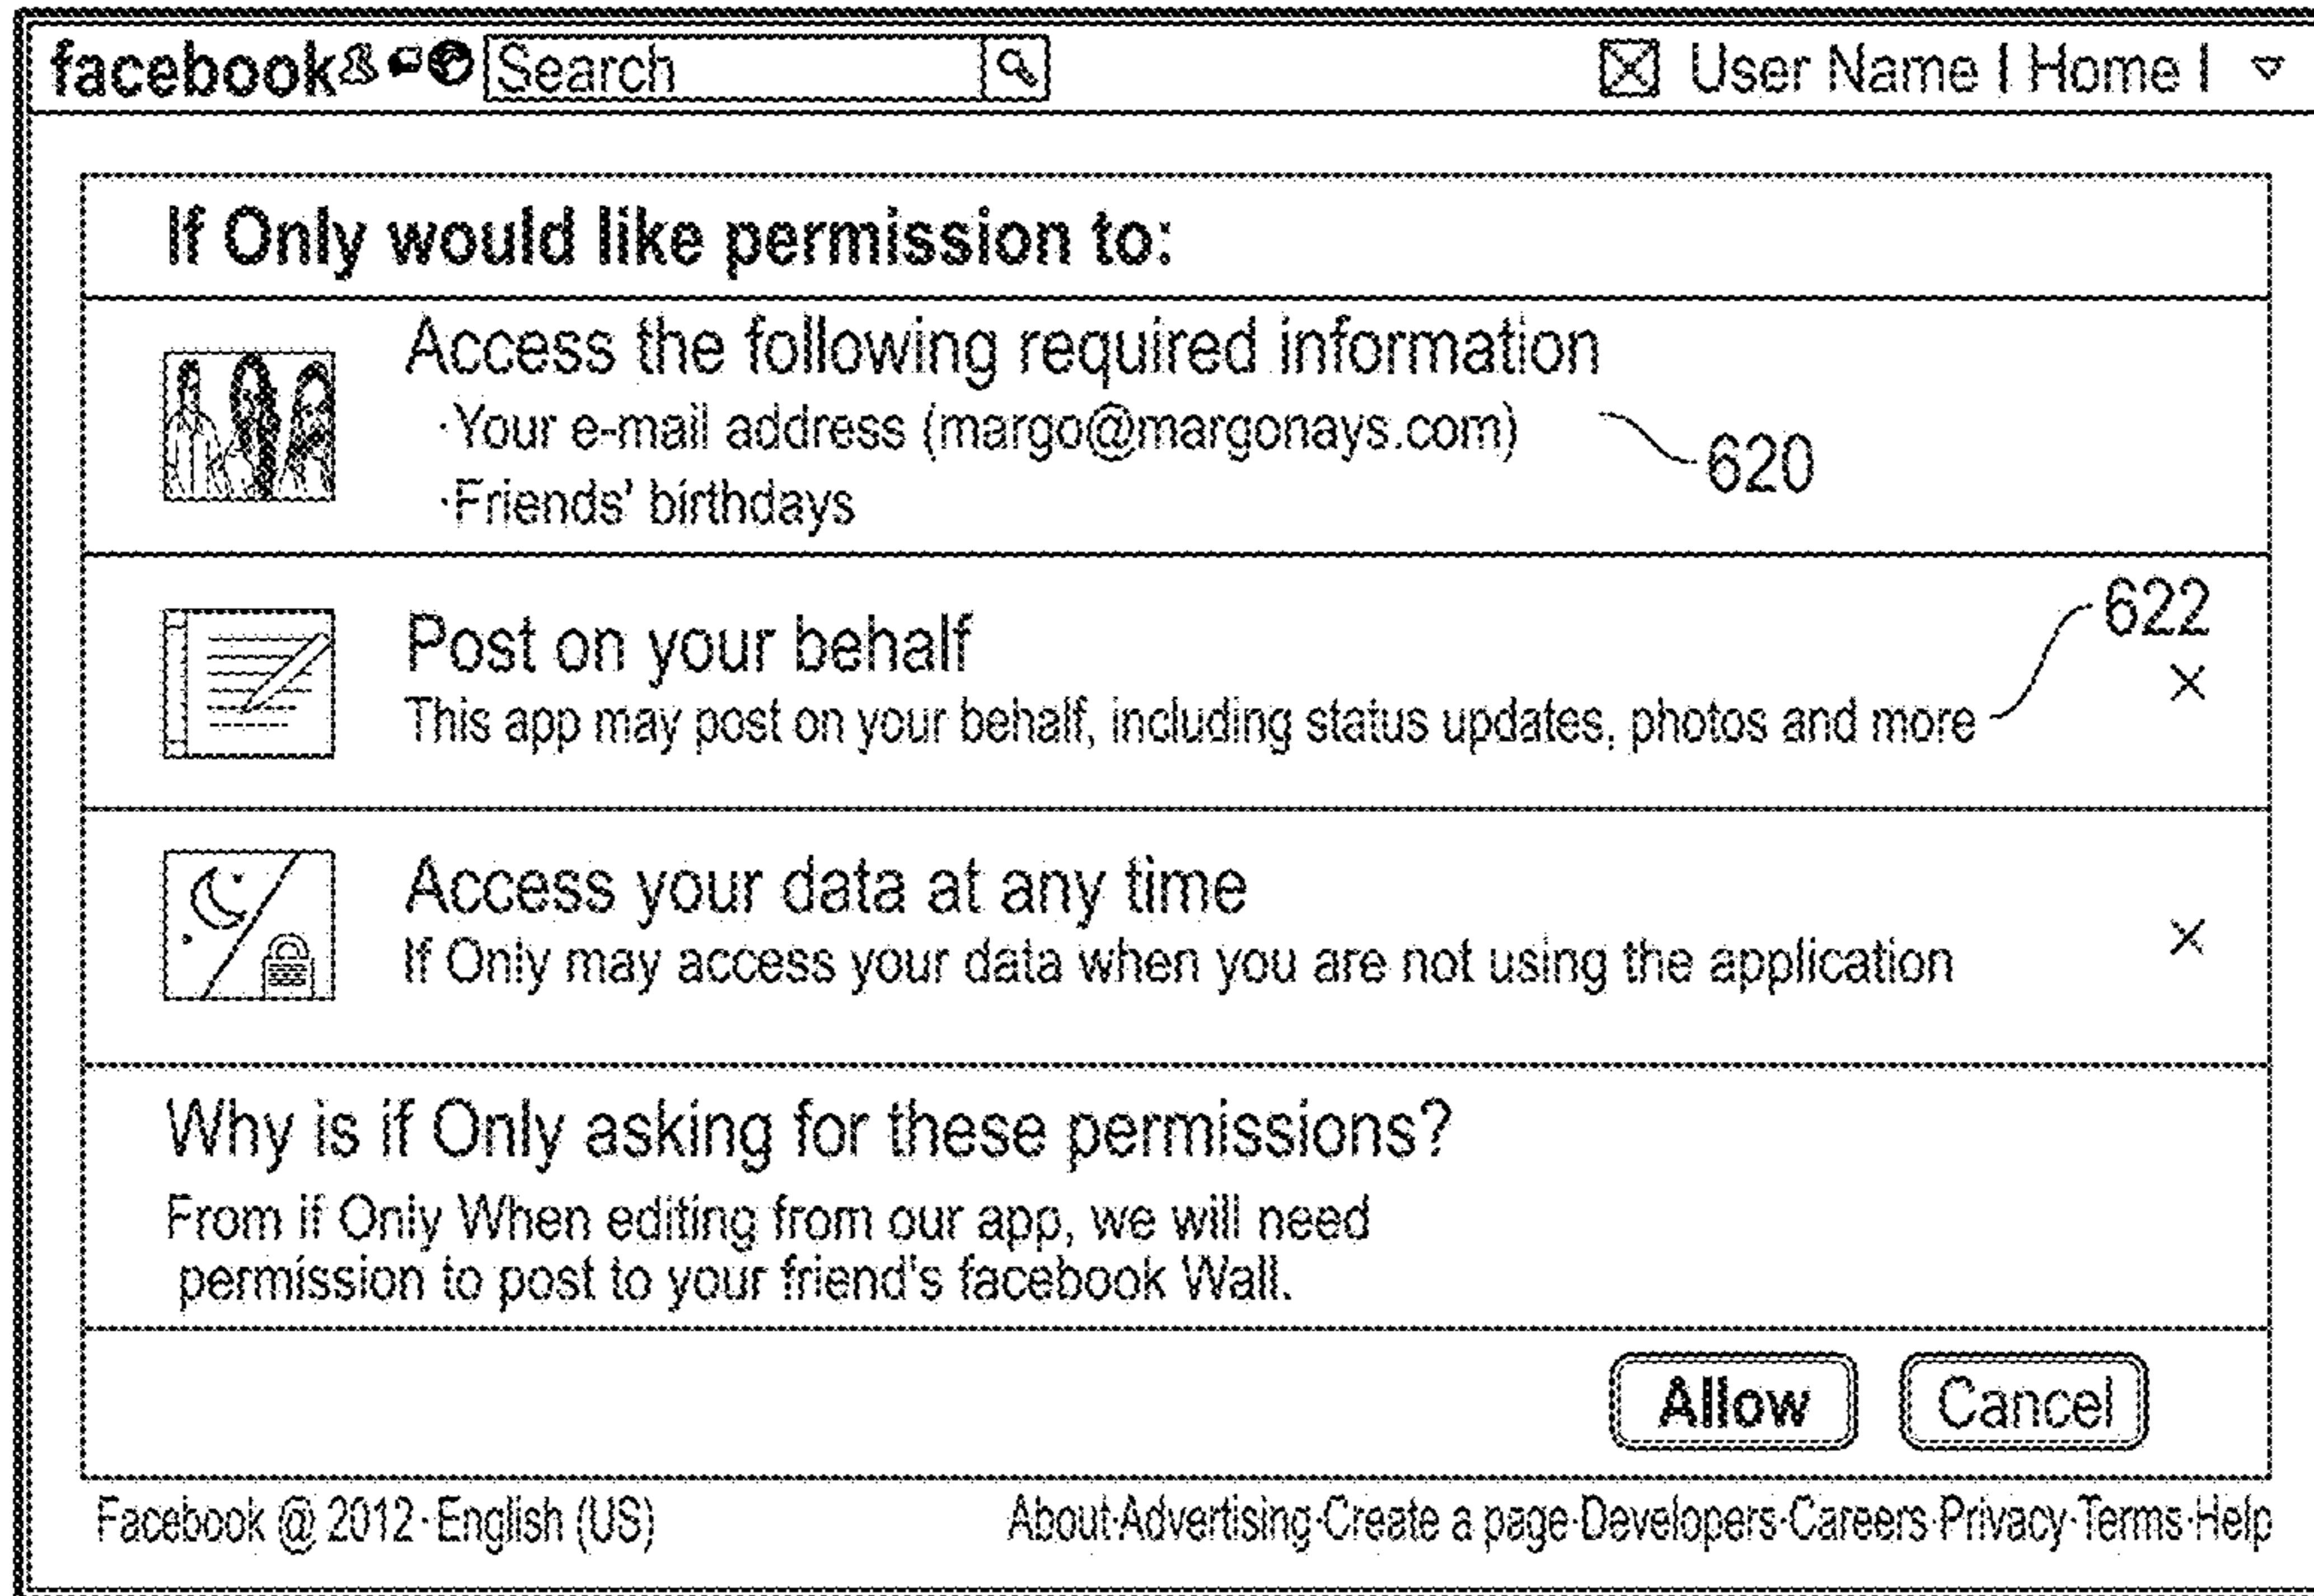 facebook Search User Name | Home |
If Only would like permission to:
Access the following required information
·Your e-mail address (margo@margonays.com)
620
·Friends' birthdays
622
Post on your behalf
×
This app may post on your behalf, including status updates, photos and more
Access your data at any time
×
If Only may access your data when you are not using the application
Why is if Only asking for these permissions?
From if Only When editing from our app, we will need
permission to post to your friend's facebook Wall.
Allow Cancel
Facebook @ 2012 · English (US) About·Advertising·Create a page·Developers·Careers·Privacy·Terms·Help